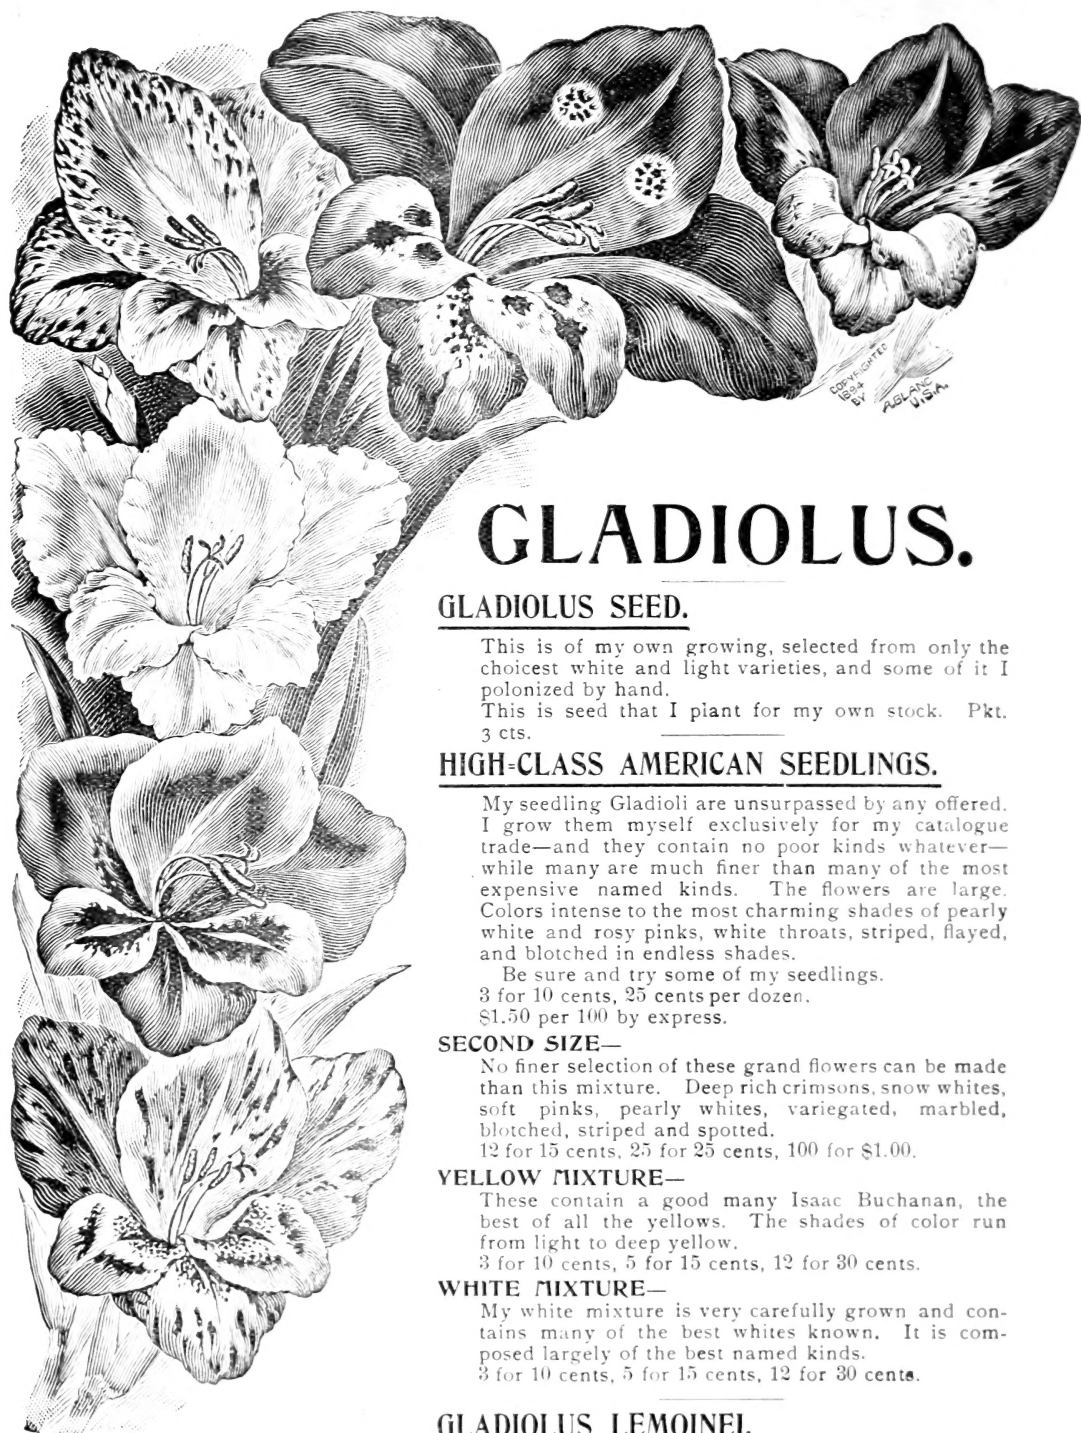 COPYRIGHTED
1894
BY
A.BLANC
U.S.A.
GLADIOLUS.
GLADIOLUS SEED.
This is of my own growing, selected from only the
choicest white and light varieties, and some of it I
polonized by hand.
This is seed that I plant for my own stock. Pkt.
3 cts.
HIGH=CLASS AMERICAN SEEDLINGS.
My seedling Gladioli are unsurpassed by any offered.
I grow them myself exclusively for my catalogue
trade—and they contain no poor kinds whatever—
while many are much finer than many of the most
expensive named kinds. The flowers are large.
Colors intense to the most charming shades of pearly
white and rosy pinks, white throats, striped, flayed,
and blotched in endless shades.
Be sure and try some of my seedlings.
3 for 10 cents, 25 cents per dozen.
$1.50 per 100 by express.
SECOND SIZE—
No finer selection of these grand flowers can be made
than this mixture. Deep rich crimsons, snow whites,
soft pinks, pearly whites, variegated, marbled,
blotched, striped and spotted.
12 for 15 cents, 25 for 25 cents, 100 for $1.00.
YELLOW MIXTURE—
These contain a good many Isaac Buchanan, the
best of all the yellows. The shades of color run
from light to deep yellow.
3 for 10 cents, 5 for 15 cents, 12 for 30 cents.
WHITE MIXTURE—
My white mixture is very carefully grown and con-
tains many of the best whites known. It is com-
posed largely of the best named kinds.
3 for 10 cents, 5 for 15 cents, 12 for 30 cents.
GLADIOLUS LEMOINEI.